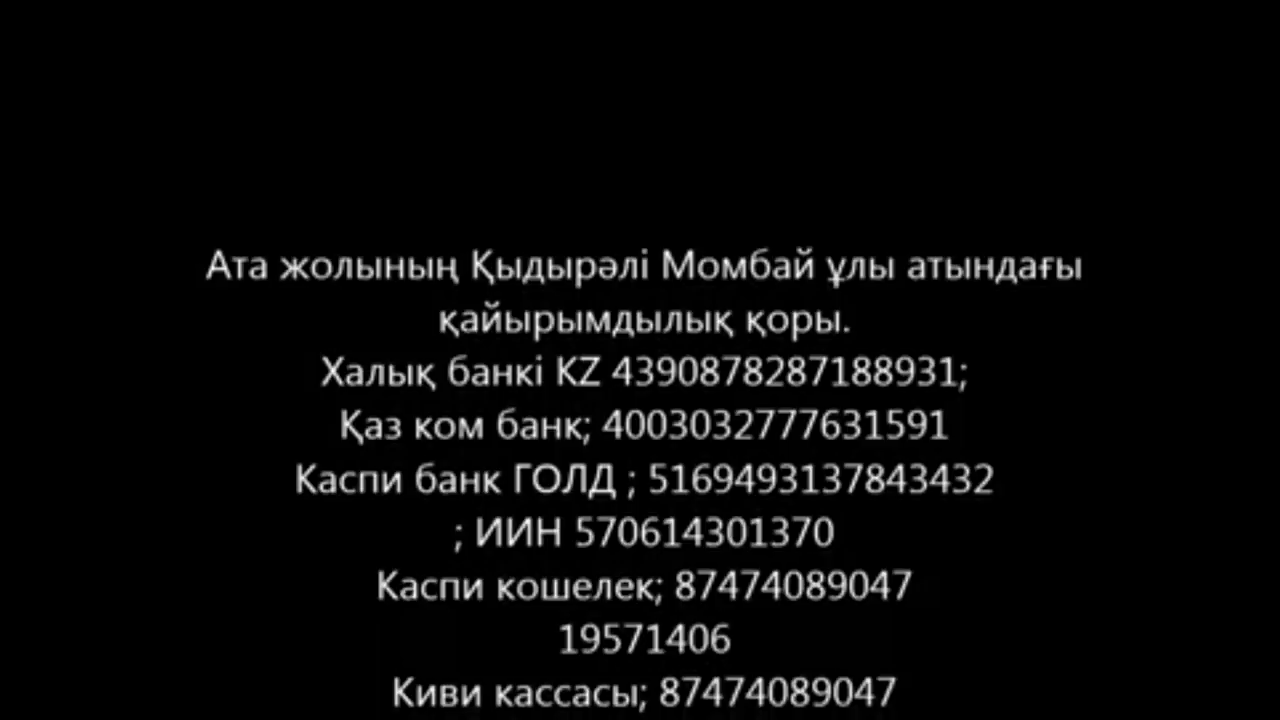 Ата жолының Қыдырәлі Момбай ұлы атындағы
қайырымдылық қоры.
Халық банкі KZ 4390878287188931;
Қаз ком банк; 4003032777631591
Каспи банк ГОЛД ; 5169493137843432
; ИИН 570614301370
Каспи кошелек; 87474089047
19571406
Киви кассасы; 87474089047